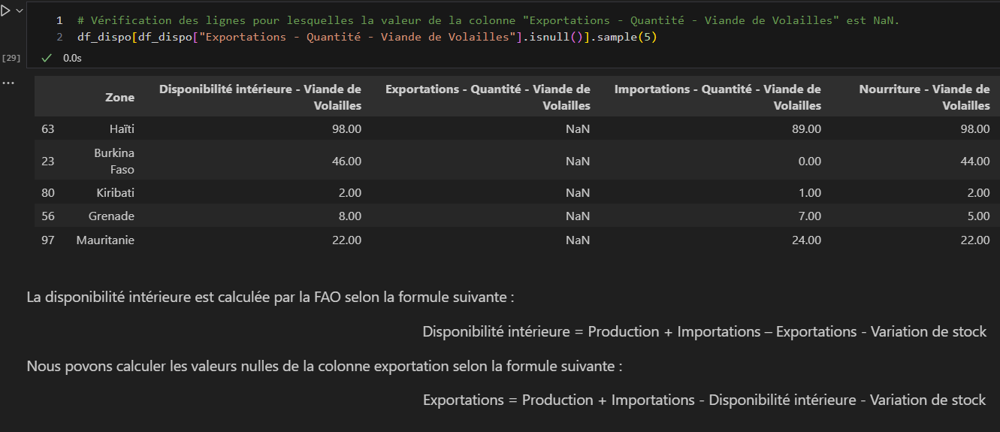 1 # Vérification des lignes pour lesquelles la valeur de la colonne "Exportations - Quantité - Viande de Volailles" est NaN.
2 df_dispo[df_dispo["Exportations - Quantité - Viande de Volailles"].isnull()].sample(5)
[29] ✓ 0.0s
...
Zone Disponibilité intérieure - Viande de Volailles Exportations - Quantité - Viande de Volailles Importations - Quantité - Viande de Volailles Nourriture - Viande de Volailles
63 Haïti 98.00 NaN 89.00 98.00
23 Burkina Faso 46.00 NaN 0.00 44.00
80 Kiribati 2.00 NaN 1.00 2.00
56 Grenade 8.00 NaN 7.00 5.00
97 Mauritanie 22.00 NaN 24.00 22.00
La disponibilité intérieure est calculée par la FAO selon la formule suivante :
Disponibilité intérieure = Production + Importations – Exportations - Variation de stock
Nous povons calculer les valeurs nulles de la colonne exportation selon la formule suivante :
Exportations = Production + Importations - Disponibilité intérieure - Variation de stock